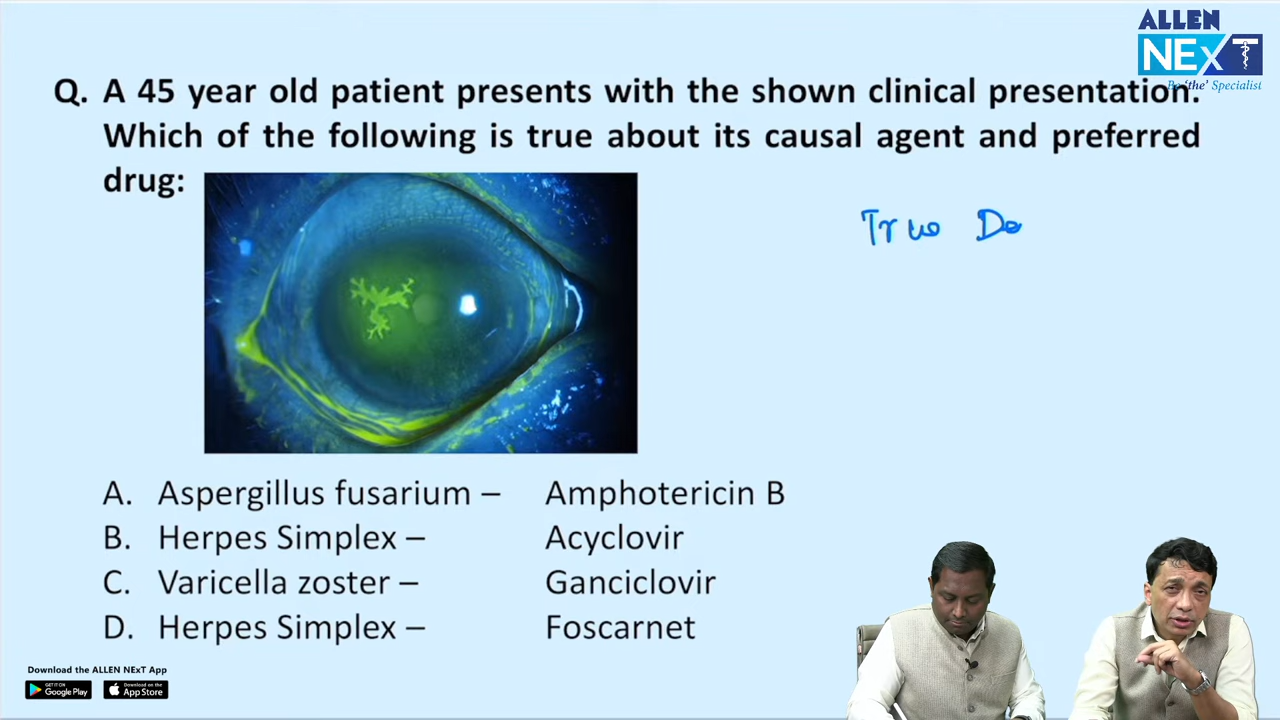 ALLEN
NExT
Be 'the' Specialist
Q. A 45 year old patient presents with the shown clinical presentation.
Which of the following is true about its causal agent and preferred
drug:
True De
A. Aspergillus fusarium – Amphotericin B
B. Herpes Simplex – Acyclovir
C. Varicella zoster – Ganciclovir
D. Herpes Simplex – Foscarnet
Download the ALLEN NExT App
GET IT ON
Google Play
Download on the
App Store